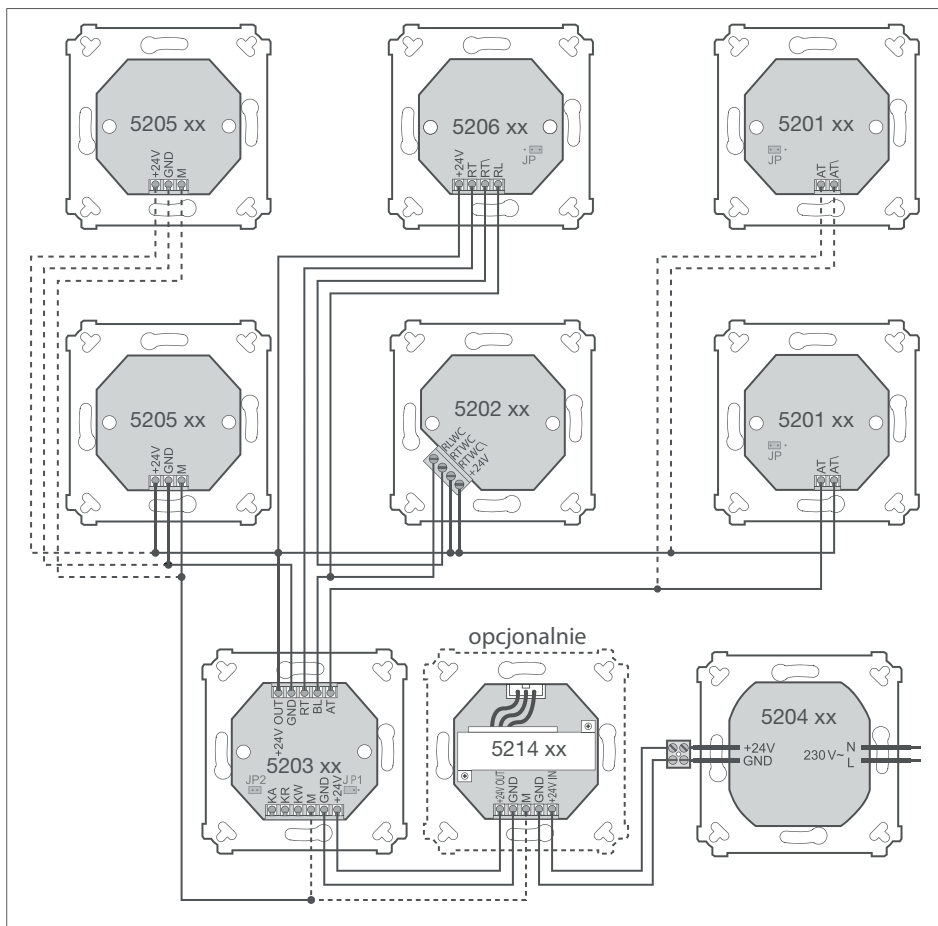 5205 xx
+24V
GND
M
5206 xx
JP
+24V
RT
RT\
RL
5201 xx
JP
AT
AT\
5205 xx
+24V
GND
M
5202 xx
RLWC
RTWC
RTWC\
+24V
5201 xx
JP
AT
AT\
opcjonalnie
+24V OUT
GND
RT
BL
AT
5203 xx
JP2
JP1
KA
KR
KW
M
GND
+24V
5214 xx
+24V OUT
GND
M
GND
+24V IN
5204 xx
+24V
GND
230 V~
N
L